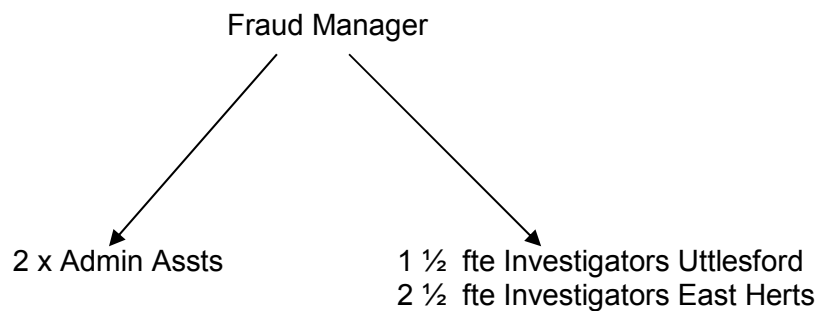 Fraud Manager
2 x Admin Assts
1 ½ fte Investigators Uttlesford
2 ½ fte Investigators East Herts